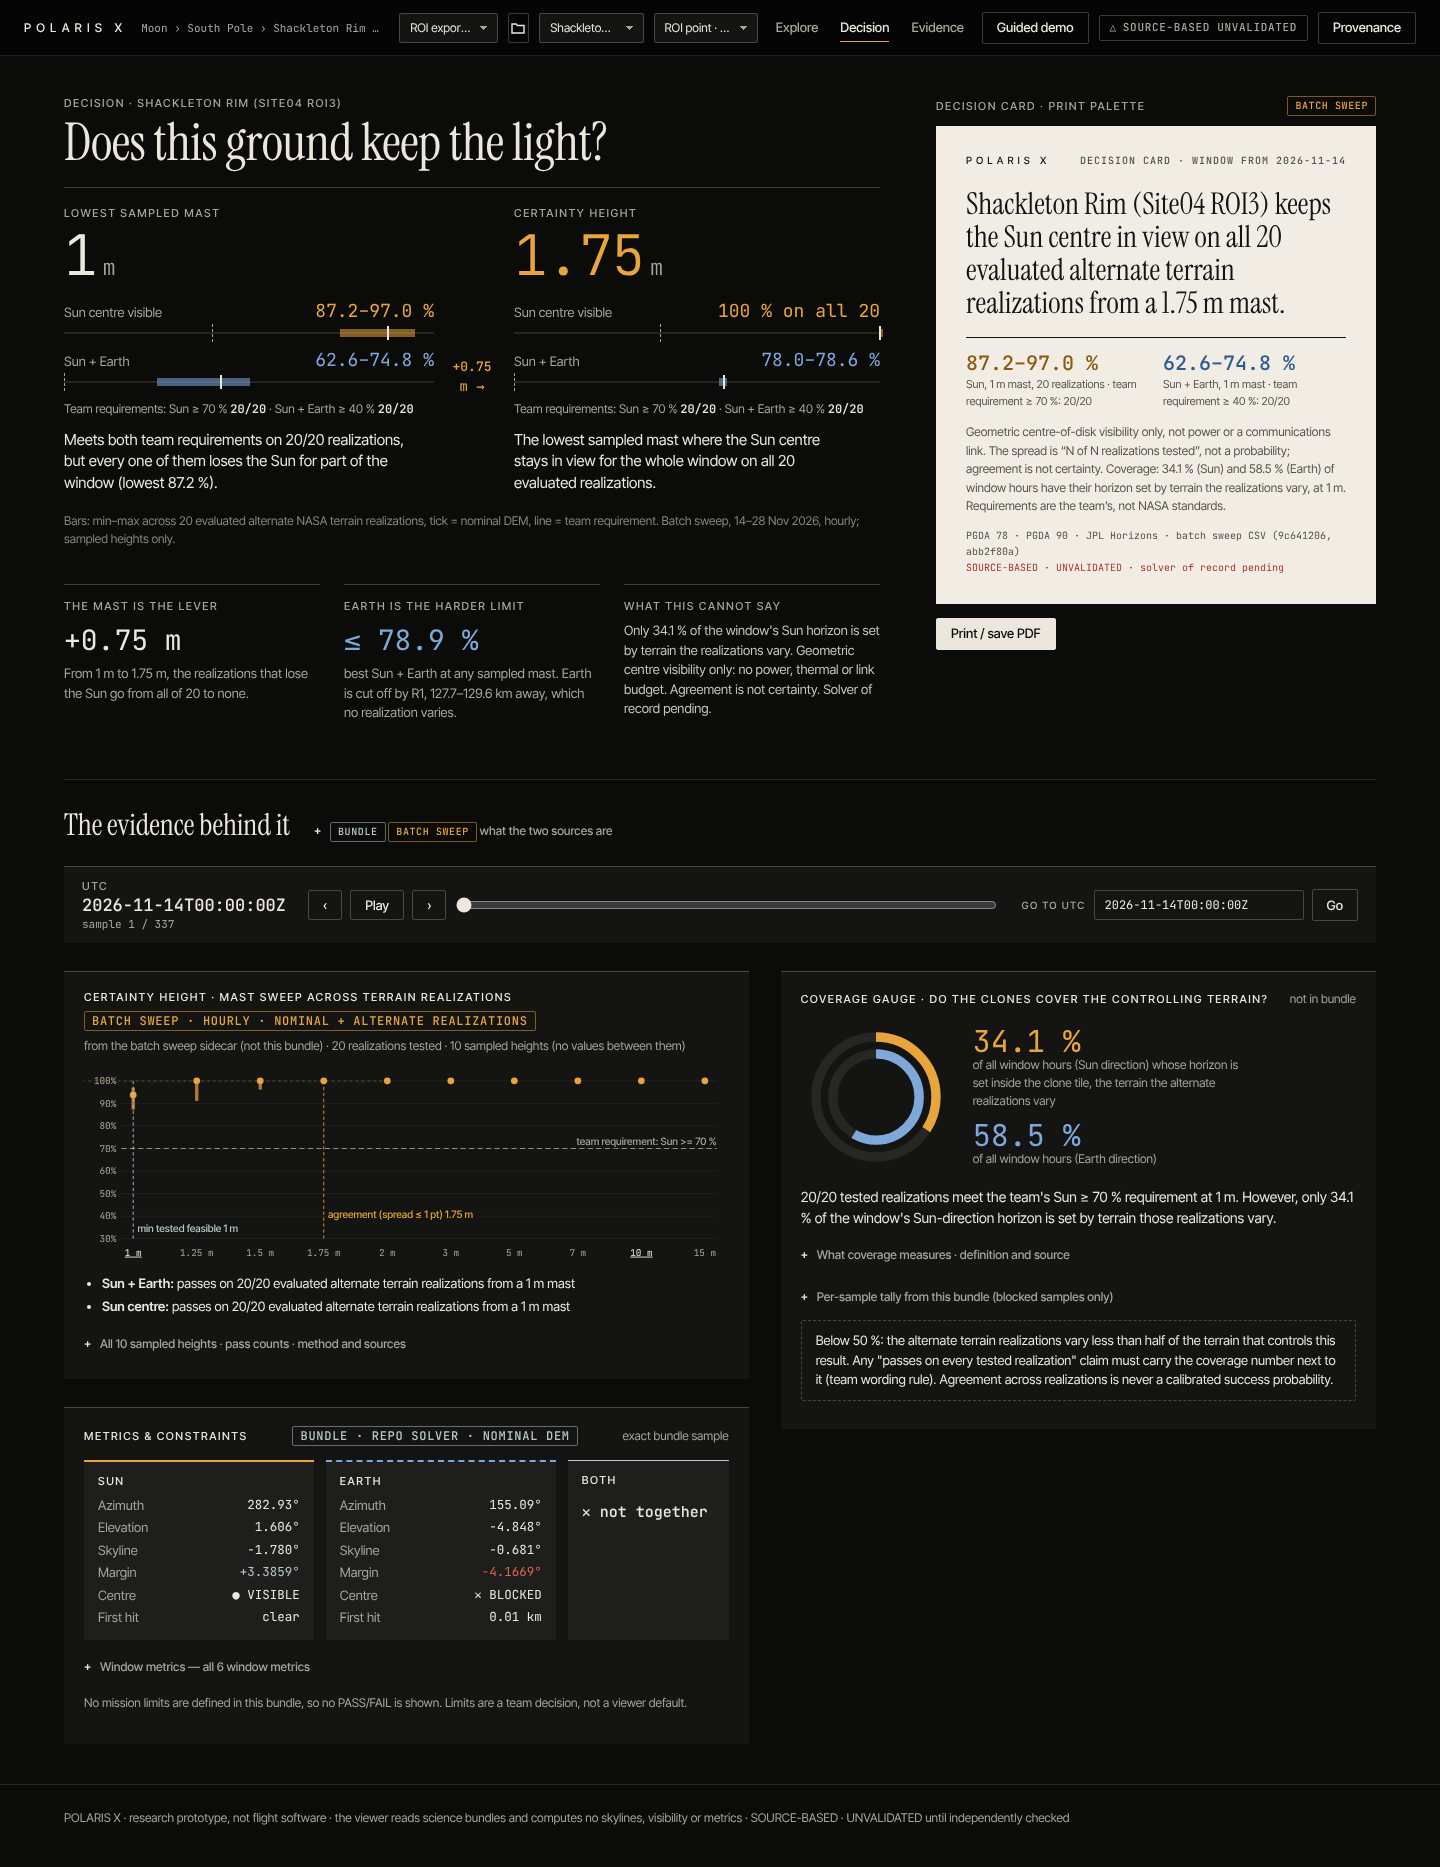 POLARIS X
Moon › South Pole › Shackleton Rim …
ROI expor…
Shackleto…
ROI point · …
Explore
Decision
Evidence
Guided demo
△ SOURCE-BASED UNVALIDATED
Provenance
DECISION · SHACKLETON RIM (SITE04 ROI3)
Does this ground keep the light?
LOWEST SAMPLED MAST
1 m
Sun centre visible 87.2–97.0 %
Sun + Earth 62.6–74.8 %
Team requirements: Sun ≥ 70 % 20/20 · Sun + Earth ≥ 40 % 20/20
Meets both team requirements on 20/20 realizations,
but every one of them loses the Sun for part of the
window (lowest 87.2 %).
+0.75
m →
CERTAINTY HEIGHT
1.75 m
Sun centre visible 100 % on all 20
Sun + Earth 78.0–78.6 %
Team requirements: Sun ≥ 70 % 20/20 · Sun + Earth ≥ 40 % 20/20
The lowest sampled mast where the Sun centre
stays in view for the whole window on all 20
evaluated realizations.
Bars: min–max across 20 evaluated alternate NASA terrain realizations, tick = nominal DEM, line = team requirement. Batch sweep, 14–28 Nov 2026, hourly;
sampled heights only.
THE MAST IS THE LEVER
+0.75 m
From 1 m to 1.75 m, the realizations that lose
the Sun go from all of 20 to none.
EARTH IS THE HARDER LIMIT
≤ 78.9 %
best Sun + Earth at any sampled mast. Earth
is cut off by R1, 127.7–129.6 km away, which
no realization varies.
WHAT THIS CANNOT SAY
Only 34.1 % of the window's Sun horizon is set
by terrain the realizations vary. Geometric
centre visibility only: no power, thermal or link
budget. Agreement is not certainty. Solver of
record pending.
DECISION CARD · PRINT PALETTE
BATCH SWEEP
POLARIS X
DECISION CARD · WINDOW FROM 2026-11-14
Shackleton Rim (Site04 ROI3) keeps
the Sun centre in view on all 20
evaluated alternate terrain
realizations from a 1.75 m mast.
87.2–97.0 %
Sun, 1 m mast, 20 realizations · team
requirement ≥ 70 %: 20/20
62.6–74.8 %
Sun + Earth, 1 m mast · team
requirement ≥ 40 %: 20/20
Geometric centre-of-disk visibility only, not power or a communications
link. The spread is “N of N realizations tested”, not a probability;
agreement is not certainty. Coverage: 34.1 % (Sun) and 58.5 % (Earth) of
window hours have their horizon set by terrain the realizations vary, at 1 m.
Requirements are the team’s, not NASA standards.
PGDA 78 · PGDA 90 · JPL Horizons · batch sweep CSV (9c641206,
abb2f80a)
SOURCE-BASED · UNVALIDATED · solver of record pending
Print / save PDF
The evidence behind it
+ BUNDLE BATCH SWEEP what the two sources are
UTC
2026-11-14T00:00:00Z
sample 1 / 337
‹
Play
›
GO TO UTC
2026-11-14T00:00:00Z
Go
CERTAINTY HEIGHT · MAST SWEEP ACROSS TERRAIN REALIZATIONS
BATCH SWEEP · HOURLY · NOMINAL + ALTERNATE REALIZATIONS
from the batch sweep sidecar (not this bundle) · 20 realizations tested · 10 sampled heights (no values between them)
100%
90%
80%
70%
60%
50%
40%
30%
team requirement: Sun >= 70 %
agreement (spread ≤ 1 pt) 1.75 m
min tested feasible 1 m
1 m 1.25 m 1.5 m 1.75 m 2 m 3 m 5 m 7 m 10 m 15 m
• Sun + Earth: passes on 20/20 evaluated alternate terrain realizations from a 1 m mast
• Sun centre: passes on 20/20 evaluated alternate terrain realizations from a 1 m mast
+ All 10 sampled heights · pass counts · method and sources
COVERAGE GAUGE · DO THE CLONES COVER THE CONTROLLING TERRAIN?
not in bundle
34.1 %
of all window hours (Sun direction) whose horizon is
set inside the clone tile, the terrain the alternate
realizations vary
58.5 %
of all window hours (Earth direction)
20/20 tested realizations meet the team's Sun ≥ 70 % requirement at 1 m. However, only 34.1
% of the window's Sun-direction horizon is set by terrain those realizations vary.
+ What coverage measures · definition and source
+ Per-sample tally from this bundle (blocked samples only)
Below 50 %: the alternate terrain realizations vary less than half of the terrain that controls this
result. Any "passes on every tested realization" claim must carry the coverage number next to
it (team wording rule). Agreement across realizations is never a calibrated success probability.
METRICS & CONSTRAINTS
BUNDLE · REPO SOLVER · NOMINAL DEM
exact bundle sample
SUN
Azimuth 282.93°
Elevation 1.606°
Skyline -1.780°
Margin +3.3859°
Centre ● VISIBLE
First hit clear
EARTH
Azimuth 155.09°
Elevation -4.848°
Skyline -0.681°
Margin -4.1669°
Centre × BLOCKED
First hit 0.01 km
BOTH
× not together
+ Window metrics — all 6 window metrics
No mission limits are defined in this bundle, so no PASS/FAIL is shown. Limits are a team decision, not a viewer default.
POLARIS X · research prototype, not flight software · the viewer reads science bundles and computes no skylines, visibility or metrics · SOURCE-BASED · UNVALIDATED until independently checked